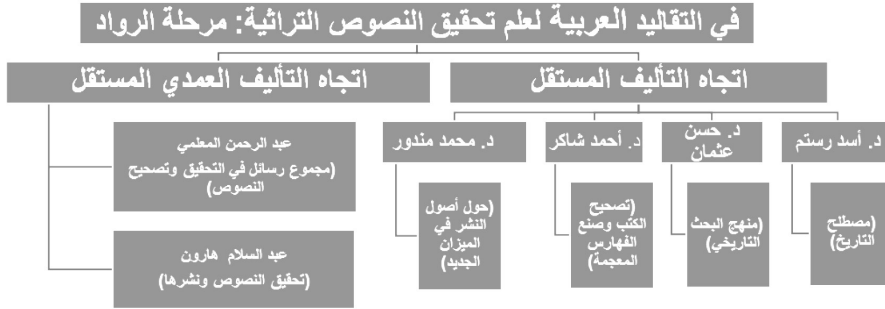 في التقاليد العربية لعلم تحقيق النصوص التراثية: مرحلة الرواد
اتجاه التأليف المستقل
اتجاه التأليف العمدي المستقل
د. أسد رستم
د. حسن
عثمان
د. أحمد شاكر
د. محمد مندور
(مصطلح
التاريخ)
(منهج البحث
التاريخي)
(تصحيح
الكتب وصنع
الفهارس
المعجمة)
(حول أصول
النشر في
الميزان
الجديد)
عبد الرحمن المعلمي
(مجموع رسائل في التحقيق وتصحيح
النصوص)
عبد السلام هارون
(تحقيق النصوص ونشرها)